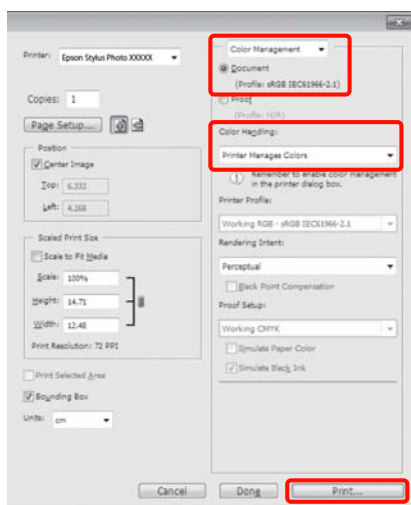 Printer: Epson Stylus Photo XXXXX
Copies: 1
Page Setup...
Position
Center Image
Top: 6.332
Left: 4.268
Scaled Print Size
Scale to Fit Media
Scale: 100%
Height: 14.71
Width: 12.48
Print Resolution: 72 PPI
Print Selected Area
Bounding Box
Units: cm
Color Management
Document
(Profile: sRGB IEC61966-2.1)
Proof
(Profile: N/A)
Color Handling:
Printer Manages Colors
Remember to enable color management
in the printer dialog box.
Printer Profile:
Working RGB - sRGB IEC61966-2.1
Rendering Intent:
Perceptual
Black Point Compensation
Proof Setup:
Working CMYK
Simulate Paper Color
Simulate Black Ink
Cancel
Done
Print...